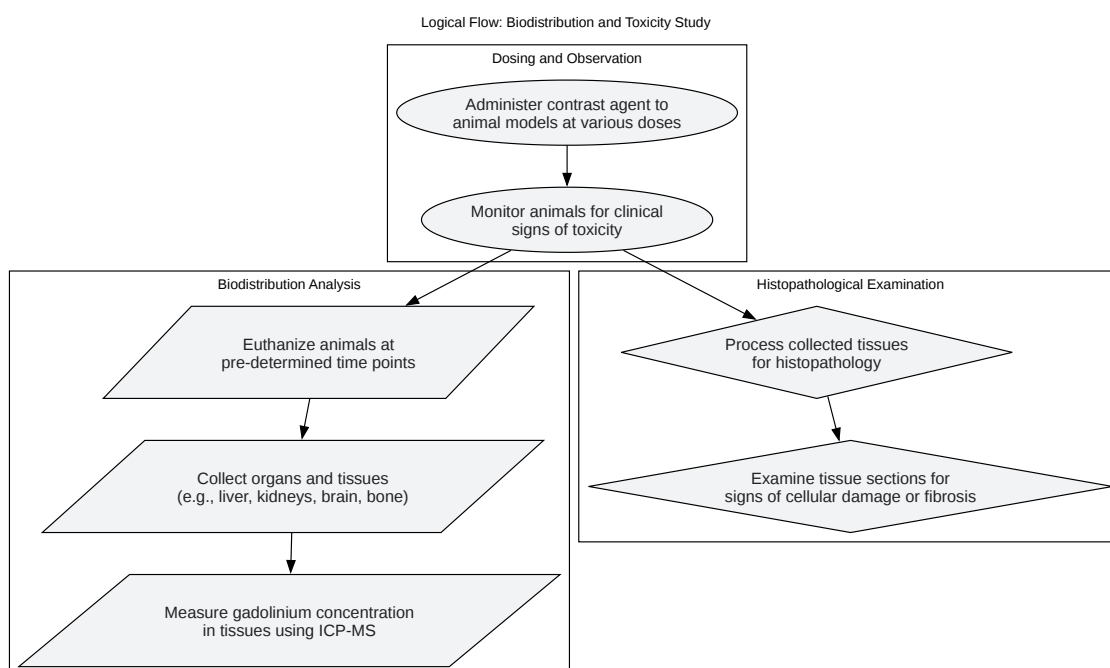 Logical Flow: Biodistribution and Toxicity Study
Dosing and Observation
Administer contrast agent to
animal models at various doses
Monitor animals for clinical
signs of toxicity
Biodistribution Analysis
Euthanize animals at
pre-determined time points
Collect organs and tissues
(e.g., liver, kidneys, brain, bone)
Measure gadolinium concentration
in tissues using ICP-MS
Histopathological Examination
Process collected tissues
for histopathology
Examine tissue sections for
signs of cellular damage or fibrosis